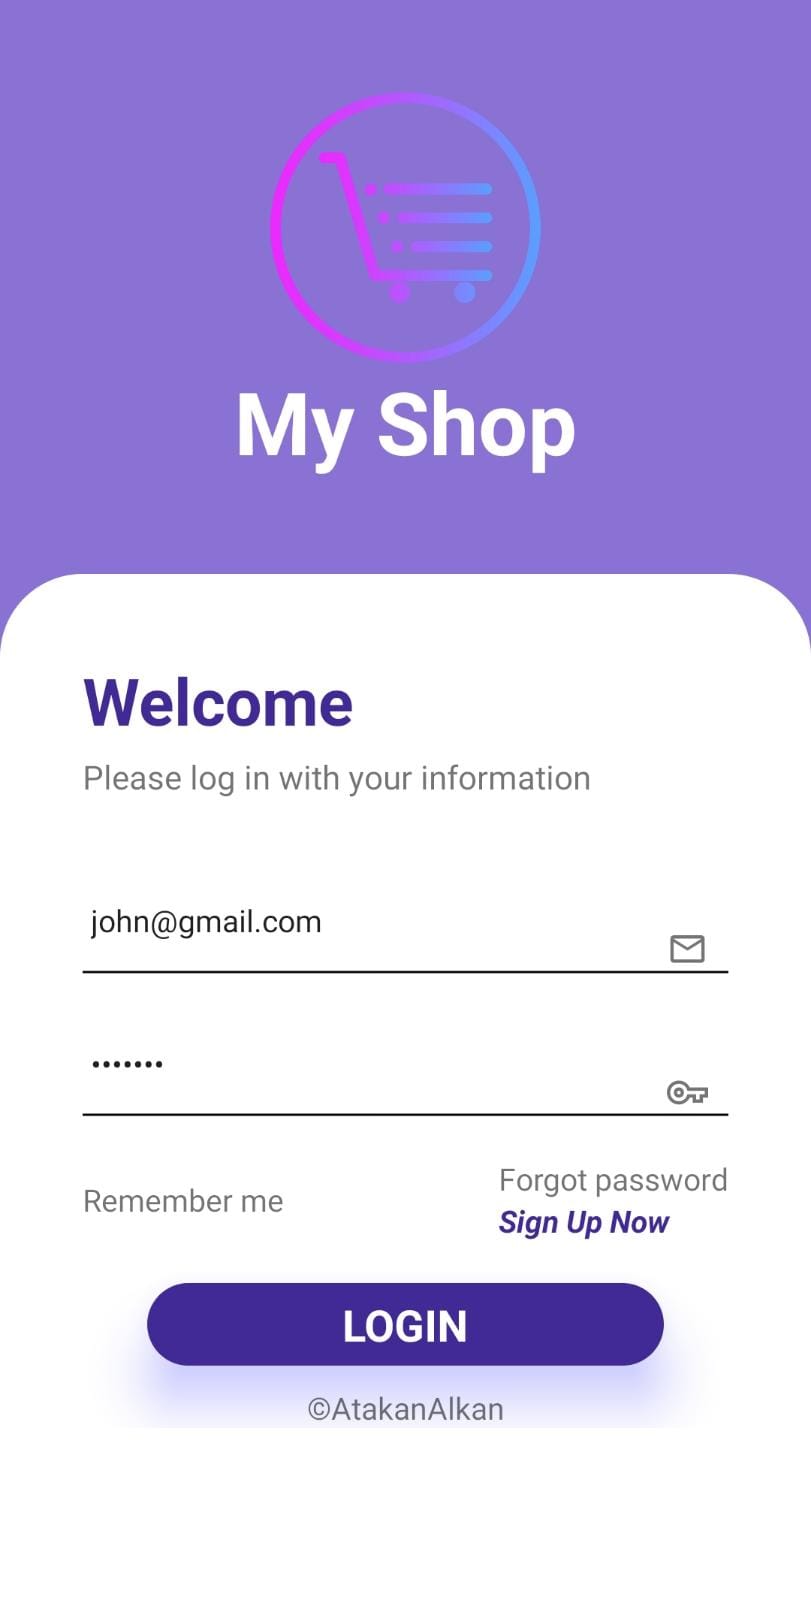 My Shop
Welcome
Please log in with your information
john@gmail.com
•••••••
Remember me
Forgot password
Sign Up Now
LOGIN
©AtakanAlkan